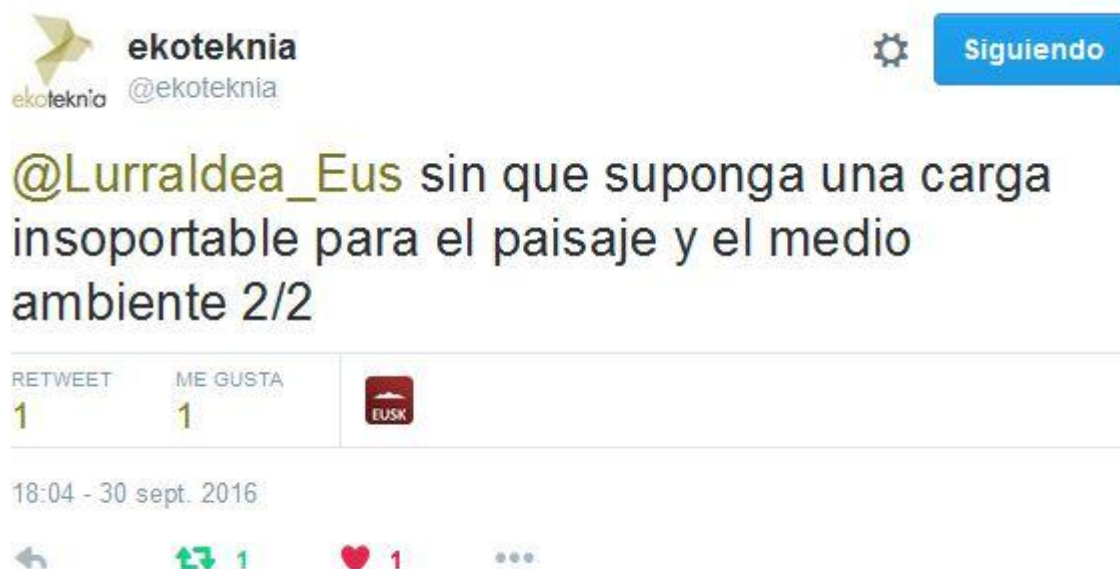 ekoteknia
@ekoteknia
ekoteknia
Siguiendo
@Lurraldea_Eus sin que suponga una carga
insoportable para el paisaje y el medio
ambiente 2/2
RETWEET ME GUSTA
1 1
EUSK
18:04 - 30 sept. 2016
1 1